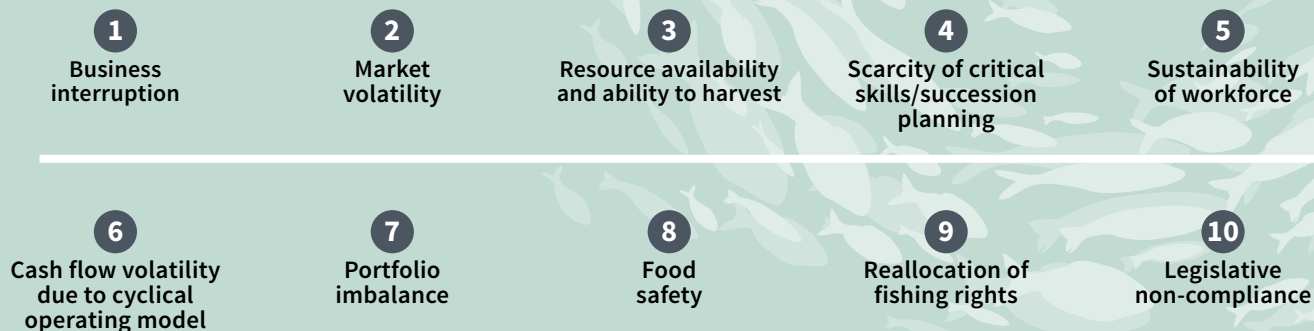 1
Business
interruption
2
Market
volatility
3
Resource availability
and ability to harvest
4
Scarcity of critical
skills/succession
planning
5
Sustainability
of workforce
6
Cash flow volatility
due to cyclical
operating model
7
Portfolio
imbalance
8
Food
safety
9
Reallocation of
fishing rights
10
Legislative
non-compliance